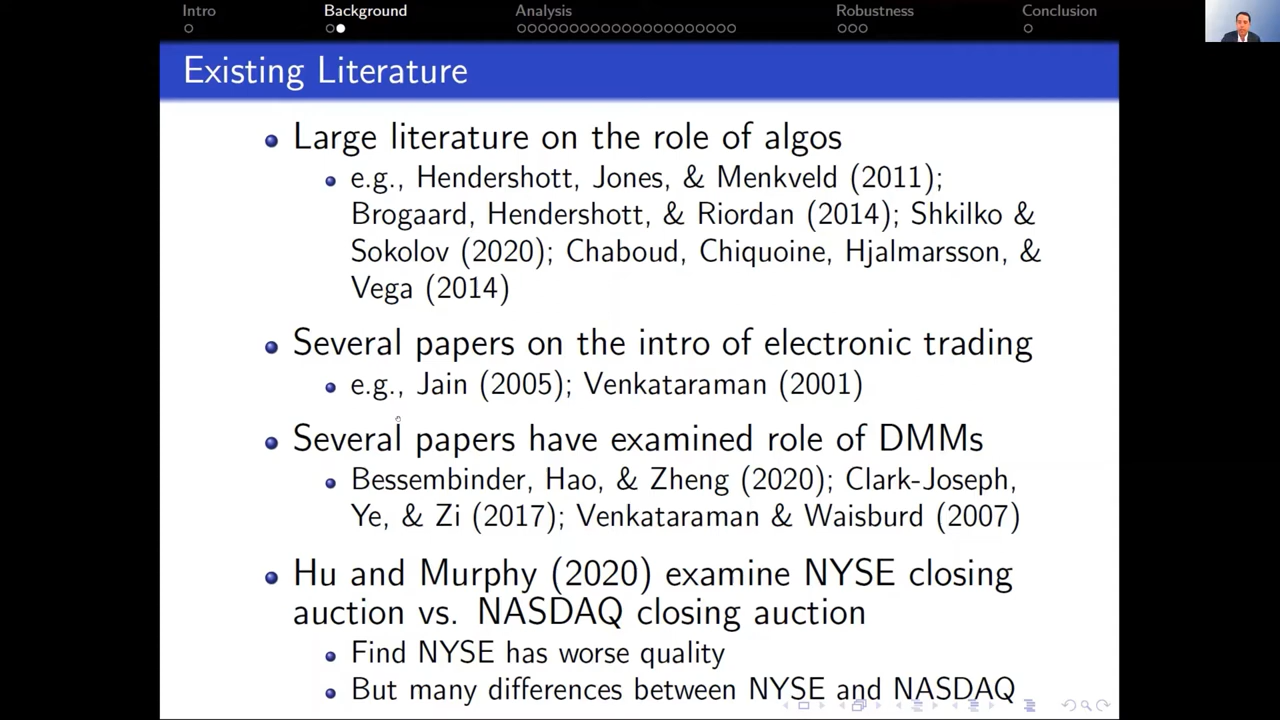 Intro Background Analysis Robustness Conclusion
Existing Literature
Large literature on the role of algos
e.g., Hendershott, Jones, & Menkveld (2011);
Brogaard, Hendershott, & Riordan (2014); Shkilko &
Sokolov (2020); Chaboud, Chiquoine, Hjalmarsson, &
Vega (2014)
Several papers on the intro of electronic trading
e.g., Jain (2005); Venkataraman (2001)
Several papers have examined role of DMMs
Bessembinder, Hao, & Zheng (2020); Clark-Joseph,
Ye, & Zi (2017); Venkataraman & Waisburd (2007)
Hu and Murphy (2020) examine NYSE closing
auction vs. NASDAQ closing auction
Find NYSE has worse quality
But many differences between NYSE and NASDAQ